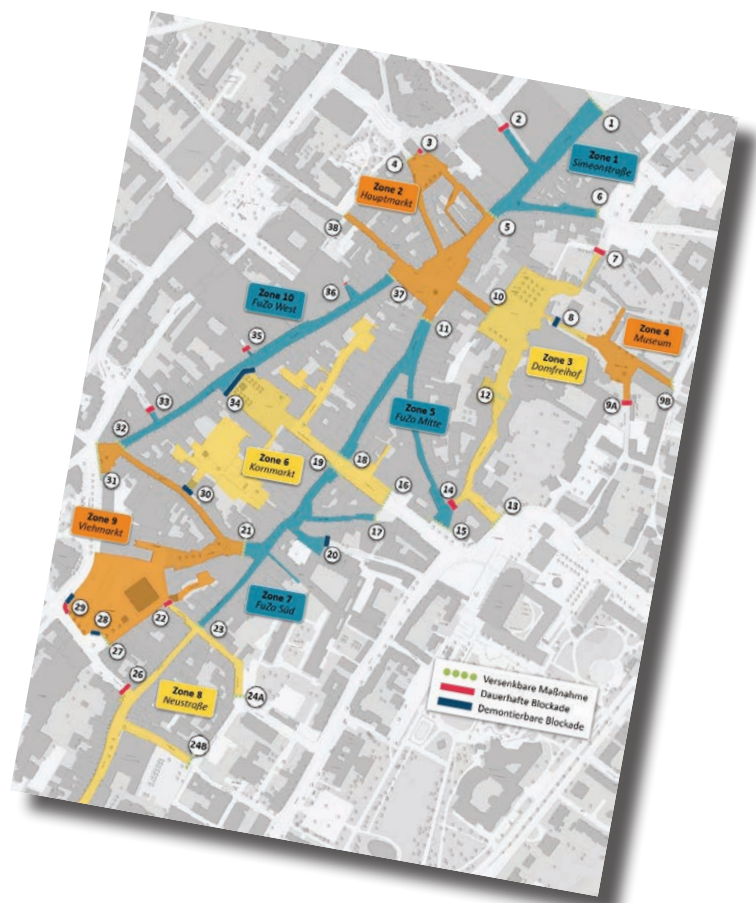 1
2
Zone 1
Simeonstraße
3
4
Zone 2
Hauptmarkt
5
6
7
38
10
36
37
Zone 10
FuZo West
11
8
Zone 4
Museum
Zone 3
Domfreihof
9A
9B
35
34
33
32
12
Zone 5
FuZo Mitte
Zone 6
Kornmarkt
19
18
16
14
13
15
17
31
30
Zone 9
Viehmarkt
21
20
29
28
27
22
23
Zone 7
FuZo Süd
26
Zone 8
Neustraße
24A
24B
Versenkbare Maßnahme
Dauerhafte Blockade
Demontierbare Blockade